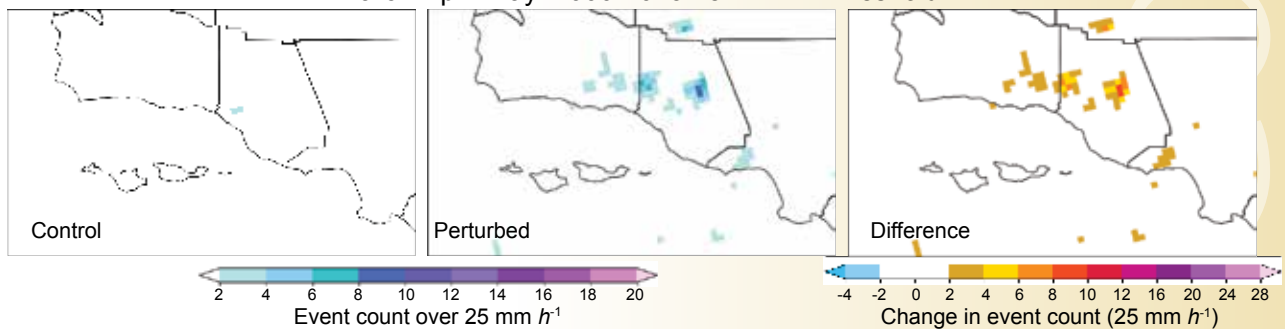 Control
Perturbed
Difference
2 4 6 8 10 12 14 16 18 20
Event count over 25 mm h-1
-4 -2 0 2 4 6 8 10 12 16 20 24 28
Change in event count (25 mm h-1)